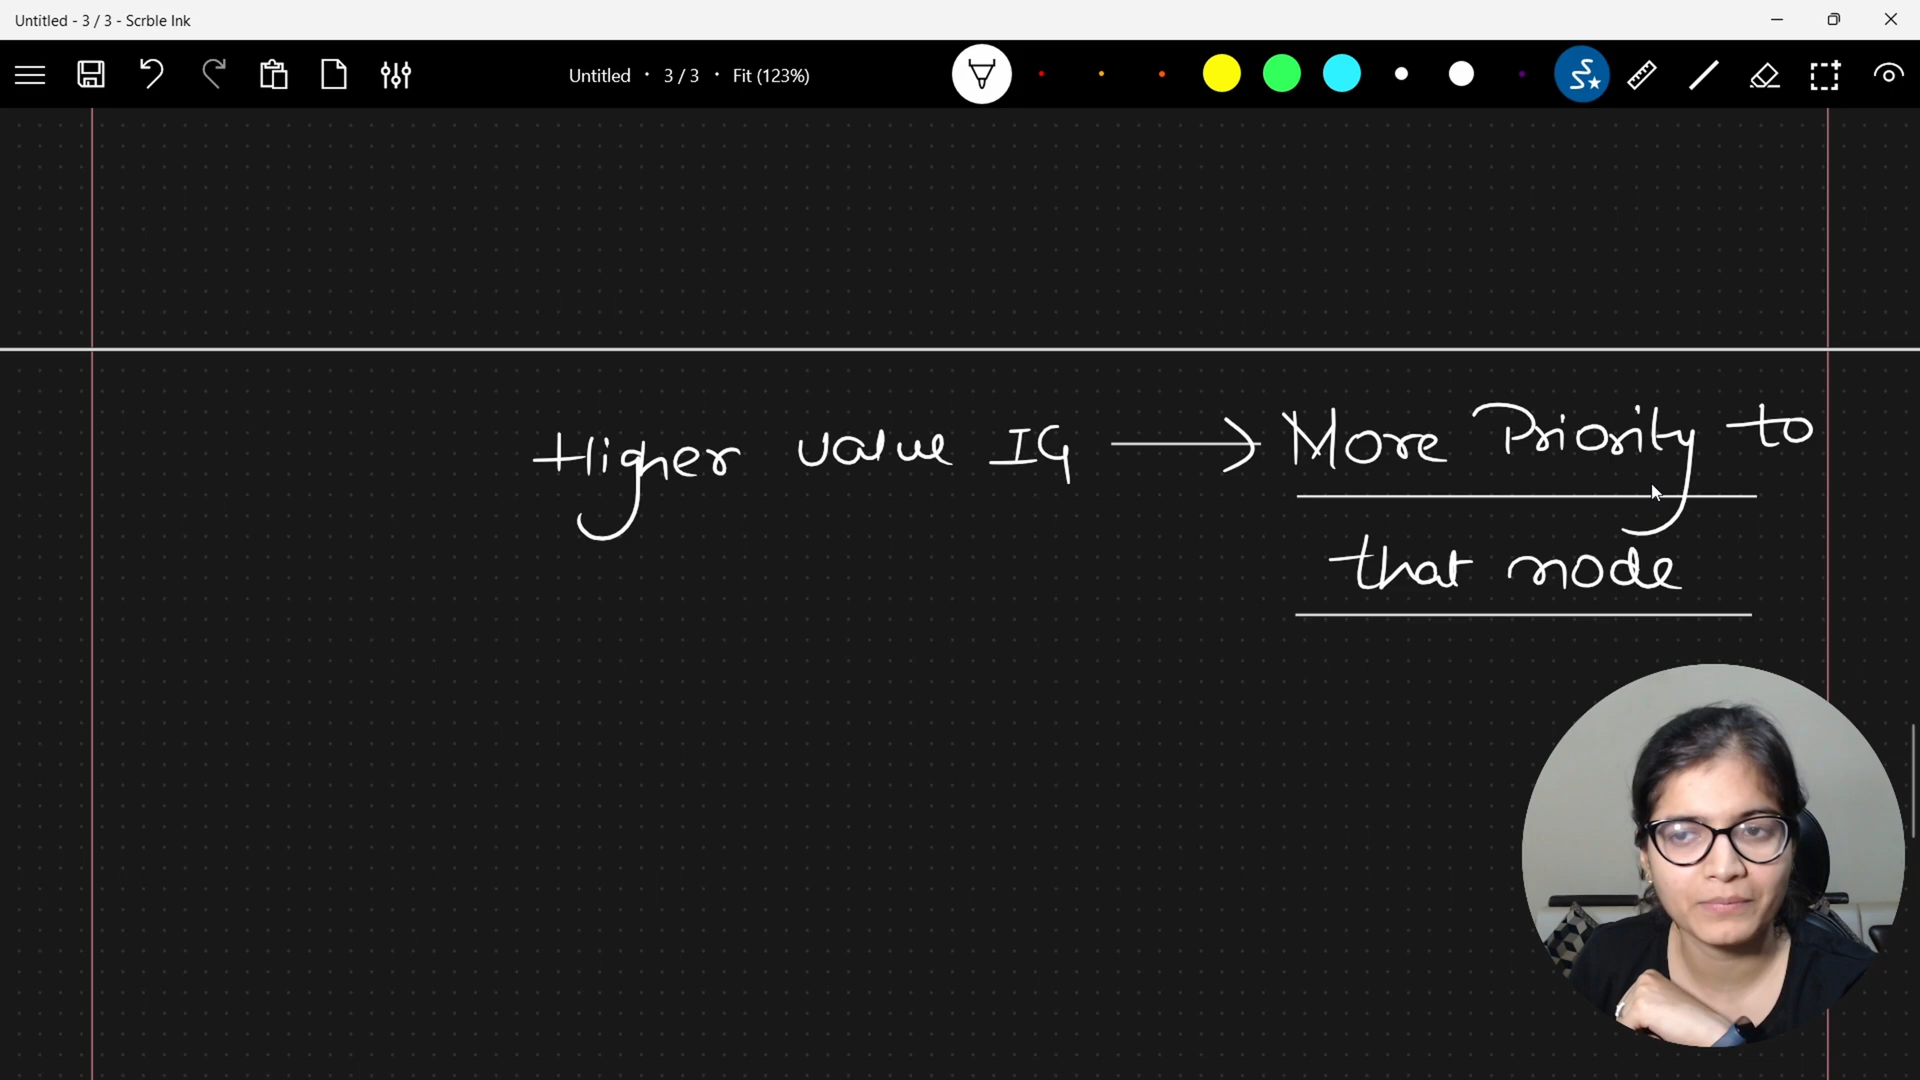 Untitled - 3 / 3 - Scrble Ink
Untitled • 3 / 3 • Fit (123%)
Higher value IG → More Priority to
that node